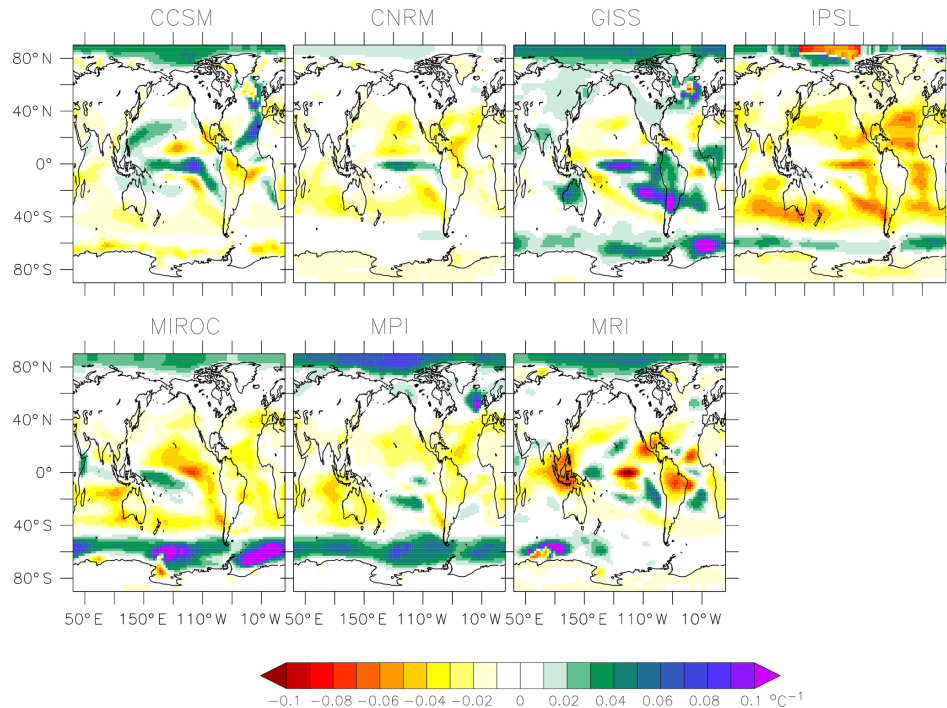 CCSM CNRM GISS IPSL
80°N
40°N
0°
40°S
80°S
MIROC MPI MRI
80°N
40°N
0°
40°S
80°S
50°E 150°W 110°W 10°W 50°E 150°W 110°W 10°W 50°E 150°W 110°W 10°W
−0.1 −0.08 −0.06 −0.04 −0.02 0 0.02 0.04 0.06 0.08 0.1 °C⁻¹